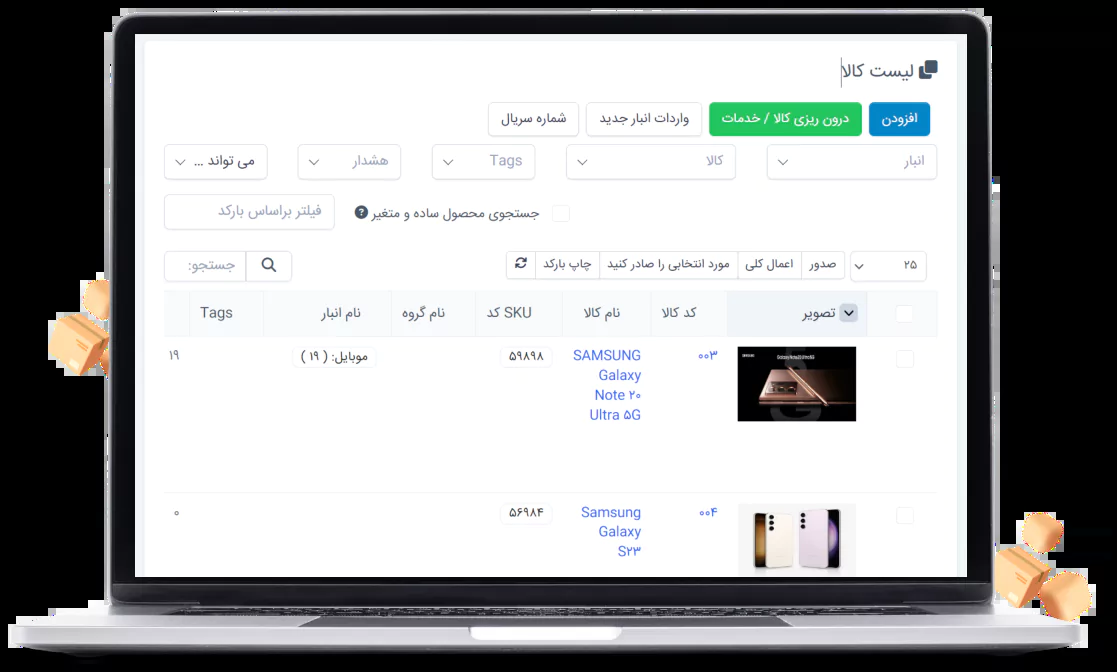 لیست کالا
افزودن
درون ریزی کالا / خدمات
واردات انبار جدید
شماره سریال
انبار
کالا
Tags
هشدار
می تواند ...
جستجوی محصول ساده و متغیر
فیلتر براساس بارکد
۲۵
صدور
اعمال کلی
مورد انتخابی را صادر کنید
چاپ بارکد
جستجو:
تصویر
کد کالا
نام کالا
SKU کد
نام گروه
نام انبار
Tags
۰۰۳
SAMSUNG
Galaxy
Note ۲۰
Ultra ۵G
۵۹۸۹۸
موبایل: ( ۱۹ )
۱۹
۰۰۴
Samsung
Galaxy
S۲۳
۵۶۹۸۴
۰